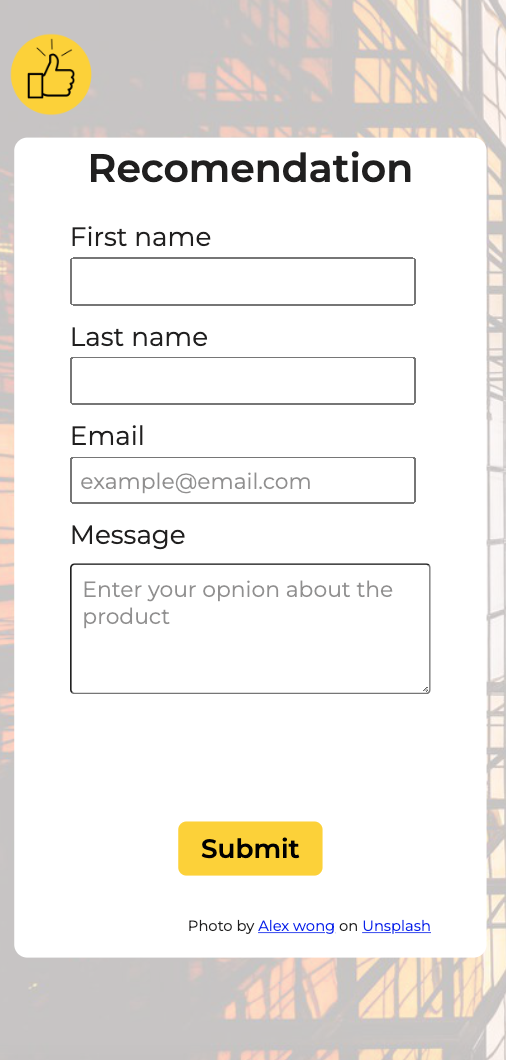 Recomendation
First name
Last name
Email
example@email.com
Message
Enter your opnion about the
product
Submit
Photo by Alex wong on Unsplash